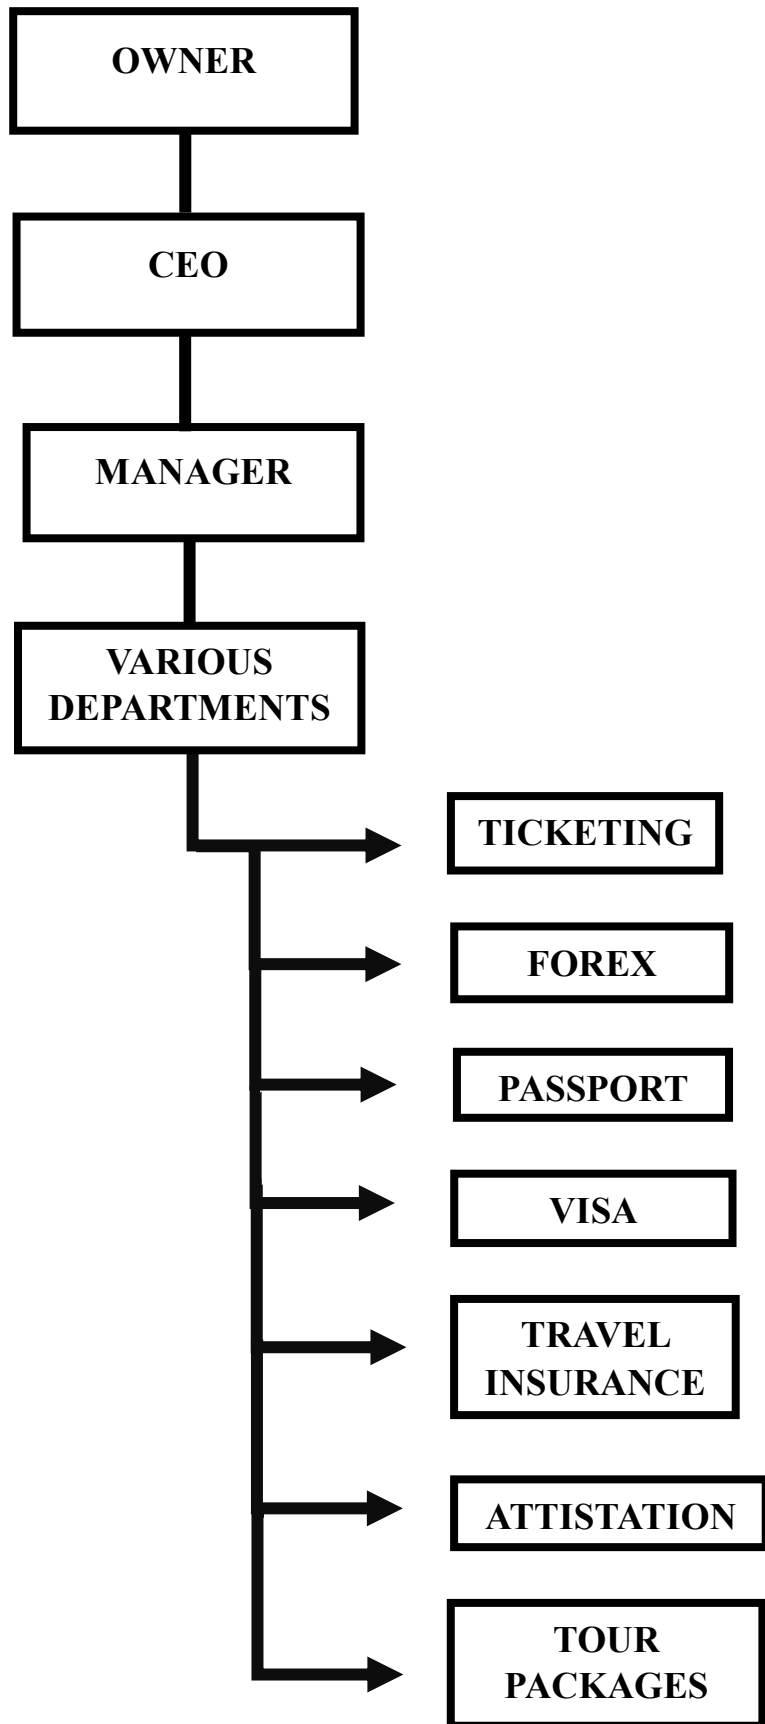 OWNER
CEO
MANAGER
VARIOUS
DEPARTMENTS
TICKETING
FOREX
PASSPORT
VISA
TRAVEL
INSURANCE
ATTISTATION
TOUR
PACKAGES